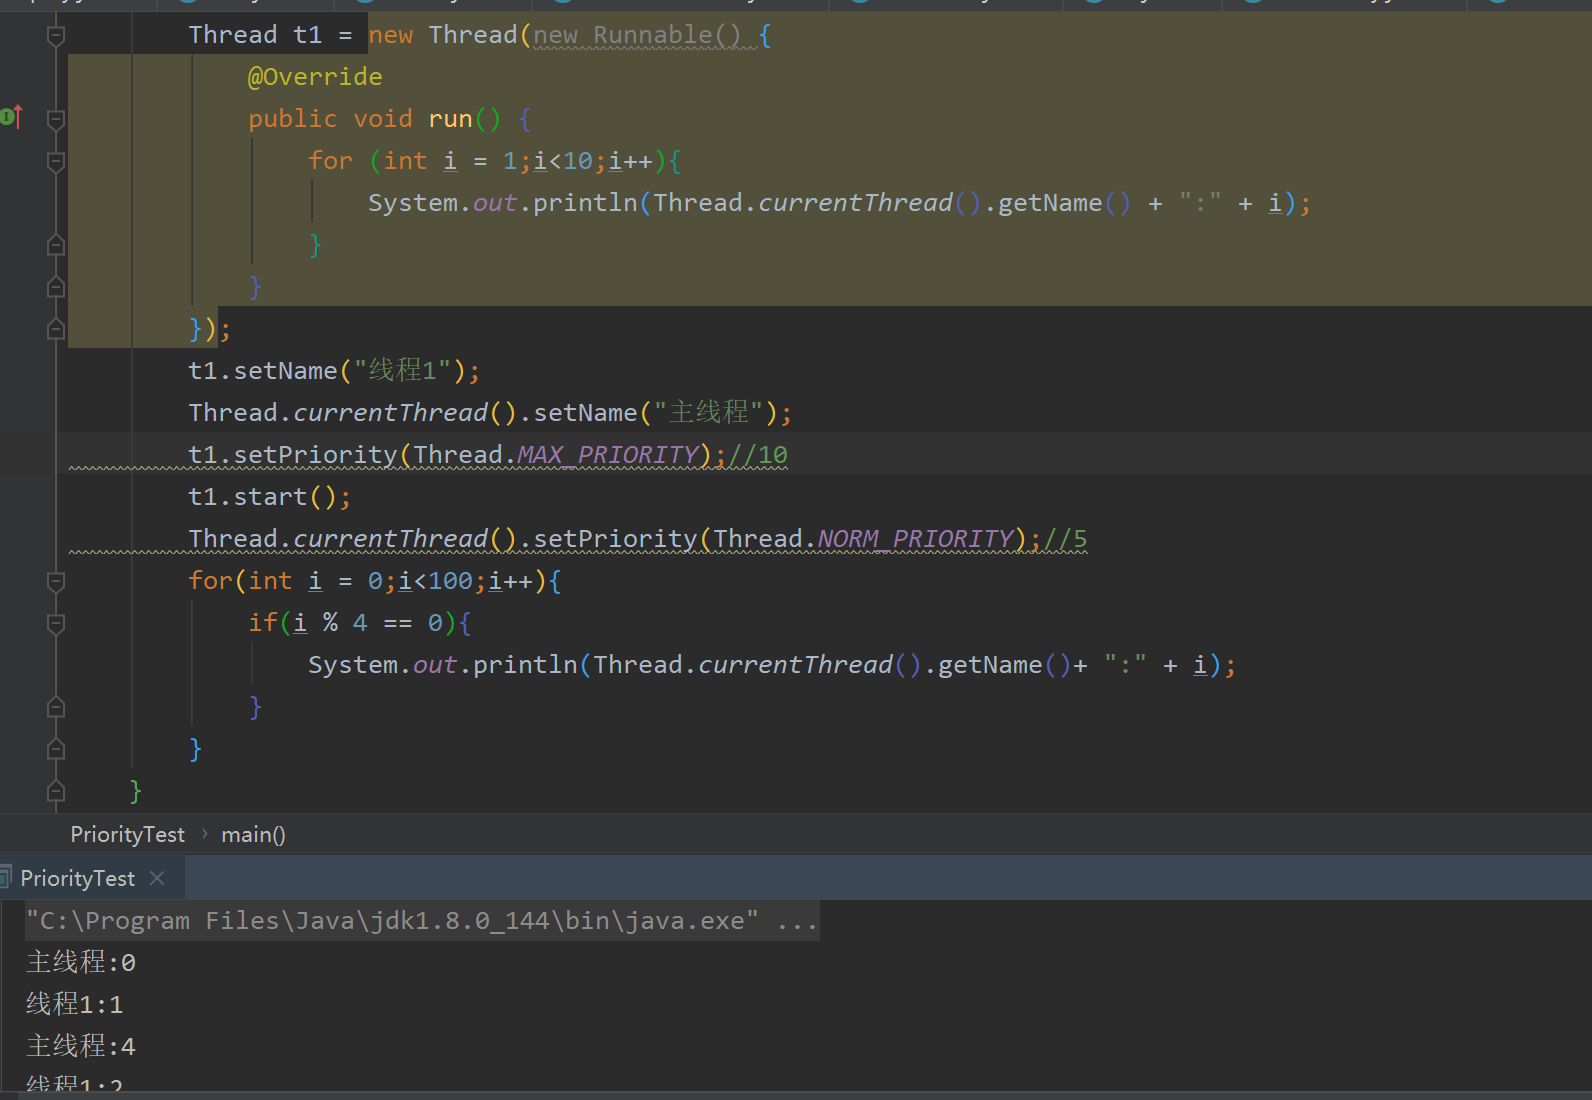 Thread t1 = new Thread(new Runnable() {
@Override
public void run() {
for (int i = 1;i<10;i++){
System.out.println(Thread.currentThread().getName() + ":" + i);
}
}
});
t1.setName("线程1");
Thread.currentThread().setName("主线程");
t1.setPriority(Thread.MAX_PRIORITY);//10
t1.start();
Thread.currentThread().setPriority(Thread.NORM_PRIORITY);//5
for(int i = 0;i<100;i++){
if(i % 4 == 0){
System.out.println(Thread.currentThread().getName()+ ":" + i);
}
}
}
PriorityTest › main()
PriorityTest ×
"C:\Program Files\Java\jdk1.8.0_144\bin\java.exe" ...
主线程:0
线程1:1
主线程:4
线程1:2